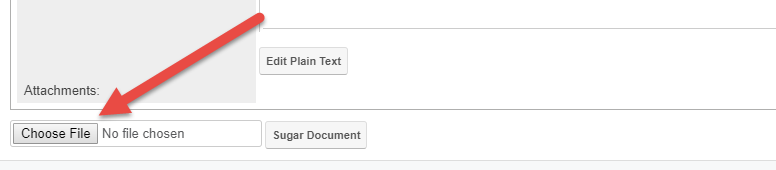 Edit Plain Text
Attachments:
Choose File No file chosen Sugar Document